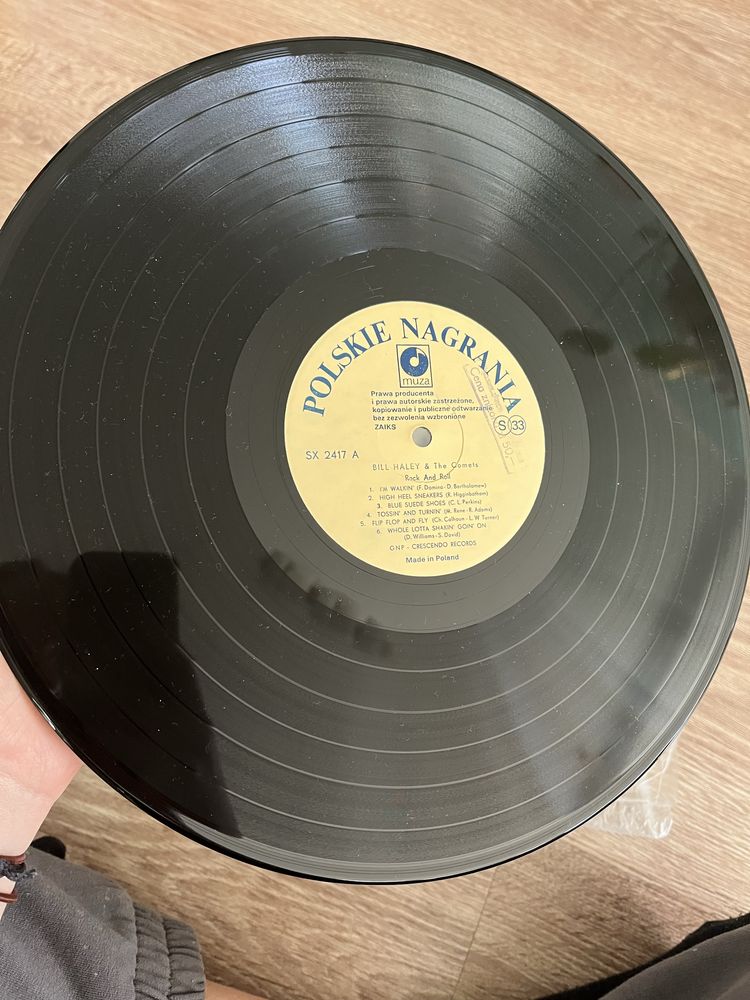 POLSKIE NAGRANIA
muza
Prawa producenta
i prawa autorskie zastrzeżone,
kopiowanie i publiczne odtwarzanie
bez zezwolenia wzbronione
ZAIKS
Cena
50,
S 33
SX 2417 A
BILL HALEY & The Comets
Rock And Roll
1. I'M WALKIN' (F. Domino - D. Bartholomew)
2. HIGH HEEL SNEAKERS (R. Higginbotham)
3. BLUE SUEDE SHOES (C. L. Perkins)
4. TOSSIN' AND TURNIN' (M. Rene - R. Adams)
5. FLIP FLOP AND FLY (Ch. Calhoun - L. W Turner)
6. WHOLE LOTTA SHAKIN' GOIN' ON
(D. Williams - S. David)
GNP - CRESCENDO RECORDS
Made in Poland